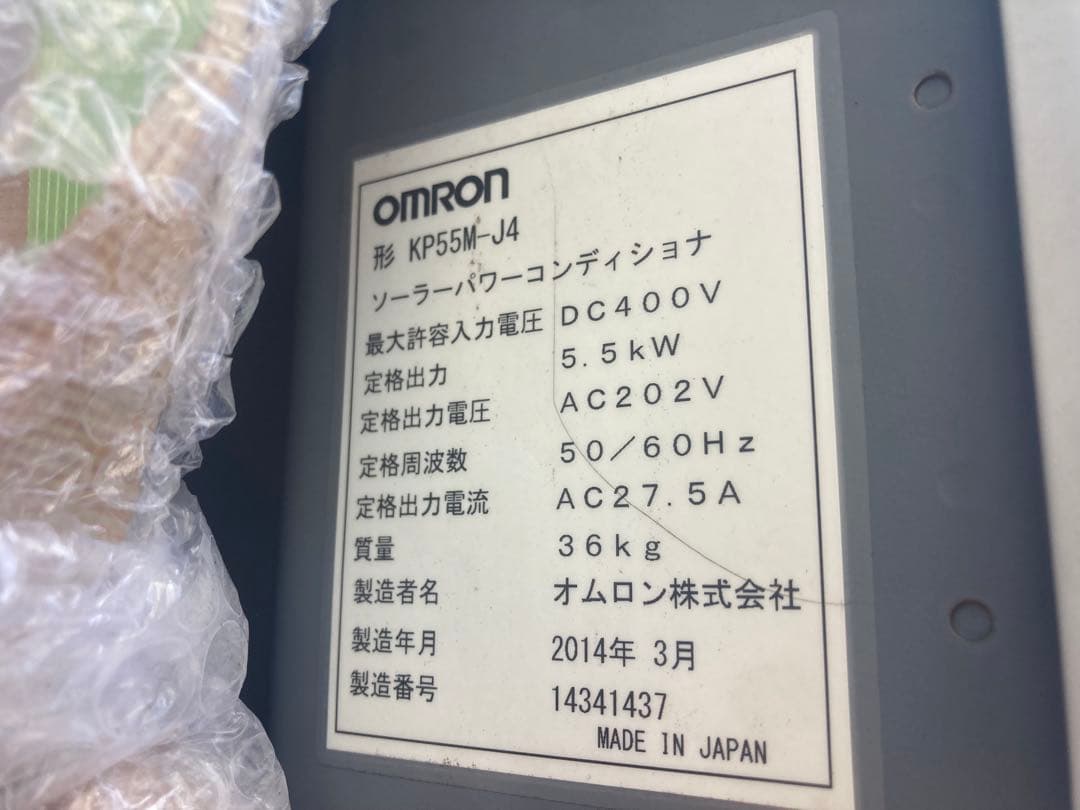 OMRON
形 KP55M-J4
ソーラーパワーコンディショナ
最大許容入力電圧 DC400V
定格出力 5.5kW
定格出力電圧 AC202V
定格周波数 50/60Hz
定格出力電流 AC27.5A
質量 36kg
製造者名 オムロン株式会社
製造年月 2014年 3月
製造番号 14341437
MADE IN JAPAN